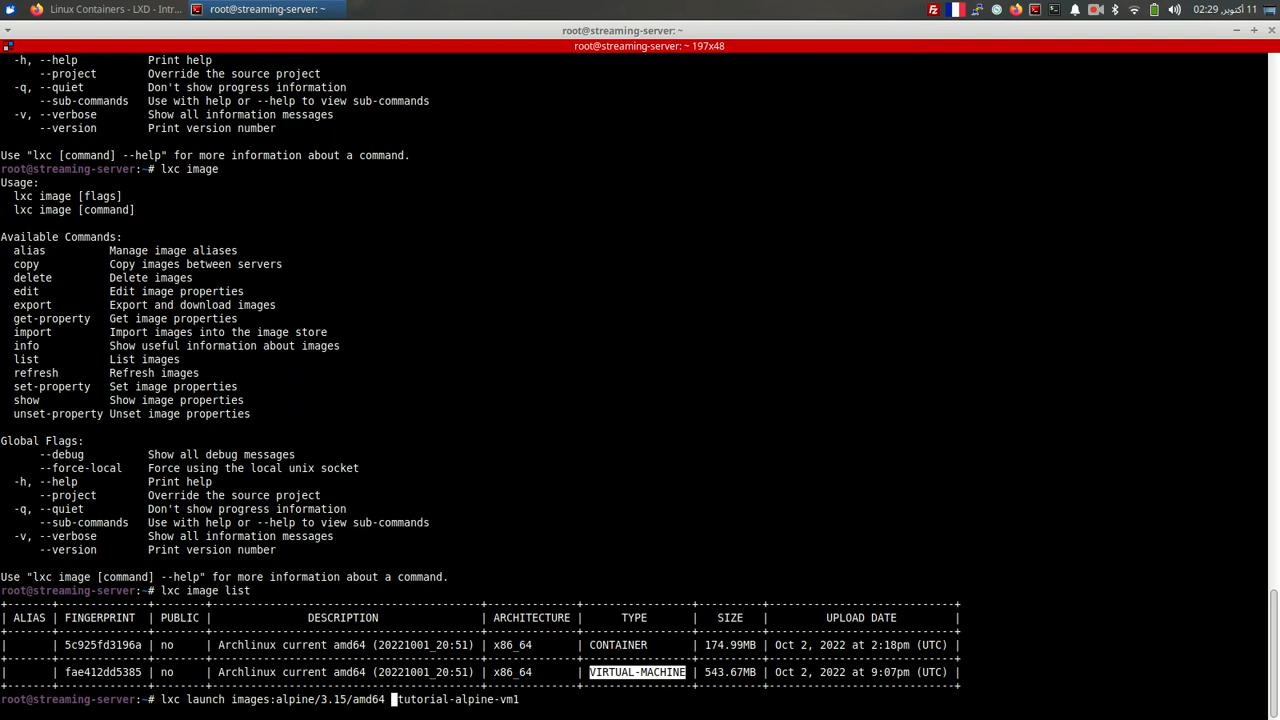 Linux Containers - LXD - Intr...
root@streaming-server: ~
02:29 أكتوبر 11
root@streaming-server: ~
root@streaming-server: ~ 197x48
-h, --help Print help
--project Override the source project
-q, --quiet Don't show progress information
--sub-commands Use with help or --help to view sub-commands
-v, --verbose Show all information messages
--version Print version number
Use "lxc [command] --help" for more information about a command.
root@streaming-server:~# lxc image
Usage:
lxc image [flags]
lxc image [command]
Available Commands:
alias Manage image aliases
copy Copy images between servers
delete Delete images
edit Edit image properties
export Export and download images
get-property Get image properties
import Import images into the image store
info Show useful information about images
list List images
refresh Refresh images
set-property Set image properties
show Show image properties
unset-property Unset image properties
Global Flags:
--debug Show all debug messages
--force-local Force using the local unix socket
-h, --help Print help
--project Override the source project
-q, --quiet Don't show progress information
--sub-commands Use with help or --help to view sub-commands
-v, --verbose Show all information messages
--version Print version number
Use "lxc image [command] --help" for more information about a command.
root@streaming-server:~# lxc image list
| ALIAS | FINGERPRINT | PUBLIC | DESCRIPTION | ARCHITECTURE | TYPE | SIZE | UPLOAD DATE |
| | 5c925fd3196a | no | Archlinux current amd64 (20221001_20:51) | x86_64 | CONTAINER | 174.99MB | Oct 2, 2022 at 2:18pm (UTC) |
| | fae412dd5385 | no | Archlinux current amd64 (20221001_20:51) | x86_64 | VIRTUAL-MACHINE | 543.67MB | Oct 2, 2022 at 9:07pm (UTC) |
root@streaming-server:~# lxc launch images:alpine/3.15/amd64 tutorial-alpine-vm1